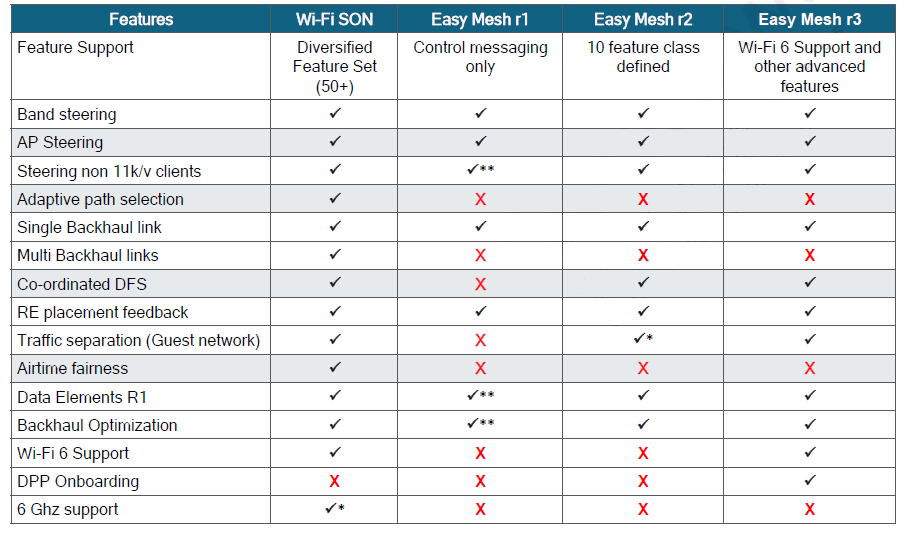 Features Wi-Fi SON Easy Mesh r1 Easy Mesh r2 Easy Mesh r3
Feature Support Diversified Control messaging 10 feature class Wi-Fi 6 Support and
Feature Set only defined other advanced
(50+) features
Band steering ✓ ✓ ✓ ✓
AP Steering ✓ ✓ ✓ ✓
Steering non 11k/v clients ✓ ✓** ✓ ✓
Adaptive path selection ✓ X X X
Single Backhaul link ✓ ✓ ✓ ✓
Multi Backhaul links ✓ X X X
Co-ordinated DFS ✓ X ✓ ✓
RE placement feedback ✓ ✓ ✓ ✓
Traffic separation (Guest network) ✓ X ✓* ✓
Airtime fairness ✓ X X X
Data Elements R1 ✓ ✓** ✓ ✓
Backhaul Optimization ✓ ✓** ✓ ✓
Wi-Fi 6 Support ✓ X X ✓
DPP Onboarding X X X ✓
6 Ghz support ✓* X X X